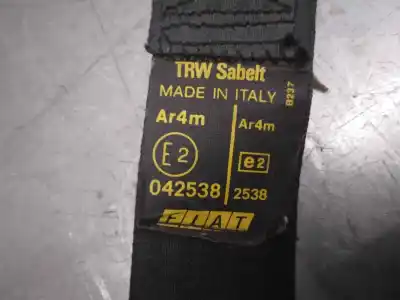 TRW Sabelt
MADE IN ITALY
B237
Ar4m
Ar4m
E2
e2
042538
2538
FIAT